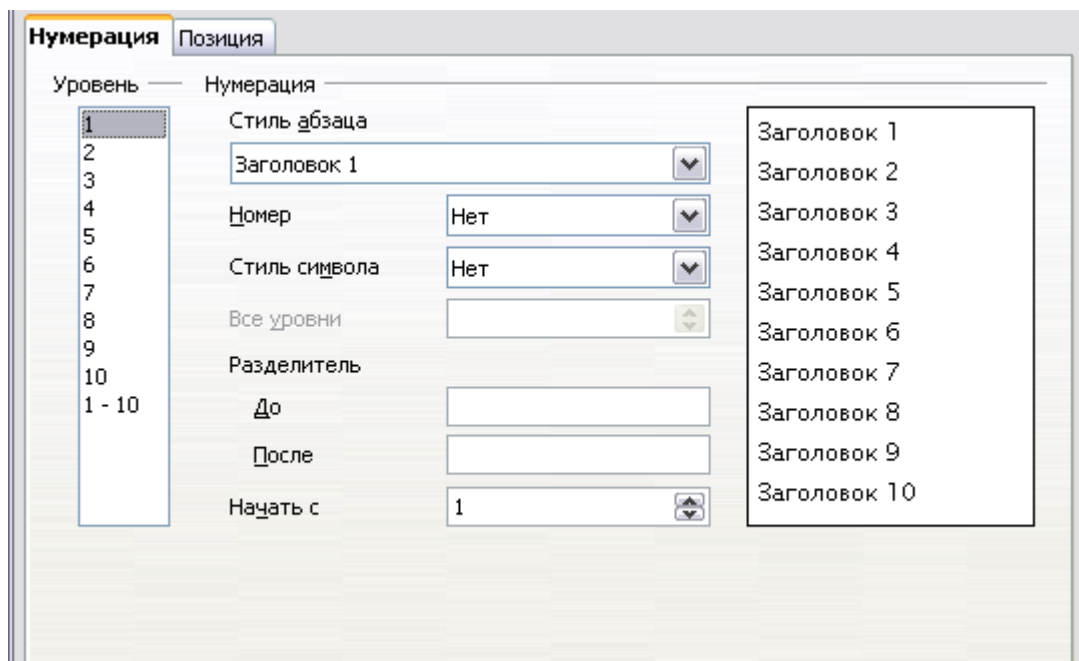 Нумерация Позиция
Уровень Нумерация
1
2
3
4
5
6
7
8
9
10
1 - 10
Стиль абзаца
Заголовок 1
Номер Нет
Стиль символа Нет
Все уровни
Разделитель
До
После
Начать с 1
Заголовок 1
Заголовок 2
Заголовок 3
Заголовок 4
Заголовок 5
Заголовок 6
Заголовок 7
Заголовок 8
Заголовок 9
Заголовок 10